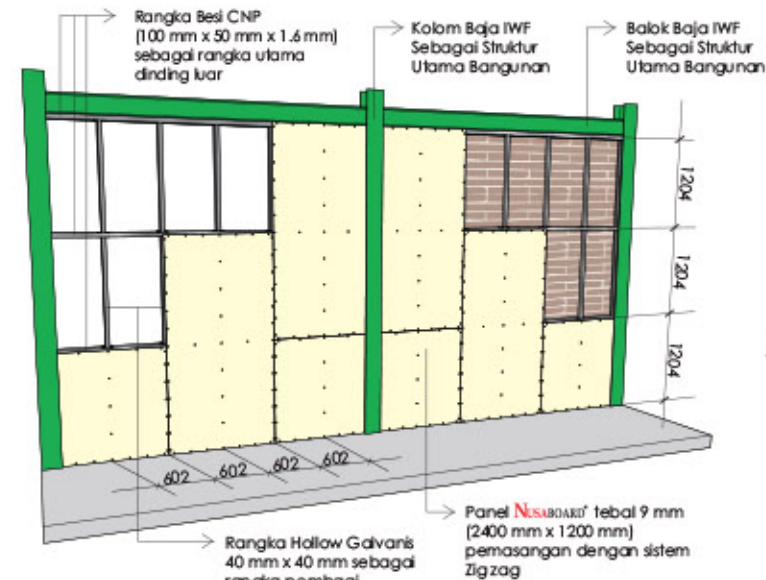 Rangka Besi CNP
(100 mm x 50 mm x 1.6 mm)
sebagai rangka utama
dinding luar
Kolom Baja IWF
Sebagai Struktur
Utama Bangunan
Balok Baja IWF
Sebagai Struktur
Utama Bangunan
1204
1204
1204
602
602
602
602
Panel NUSABOARD® tebal 9 mm
(2400 mm x 1200 mm)
pemasangan dengan sistem
Zigzag
Rangka Hollow Galvanis
40 mm x 40 mm sebagai
rangka pembagi